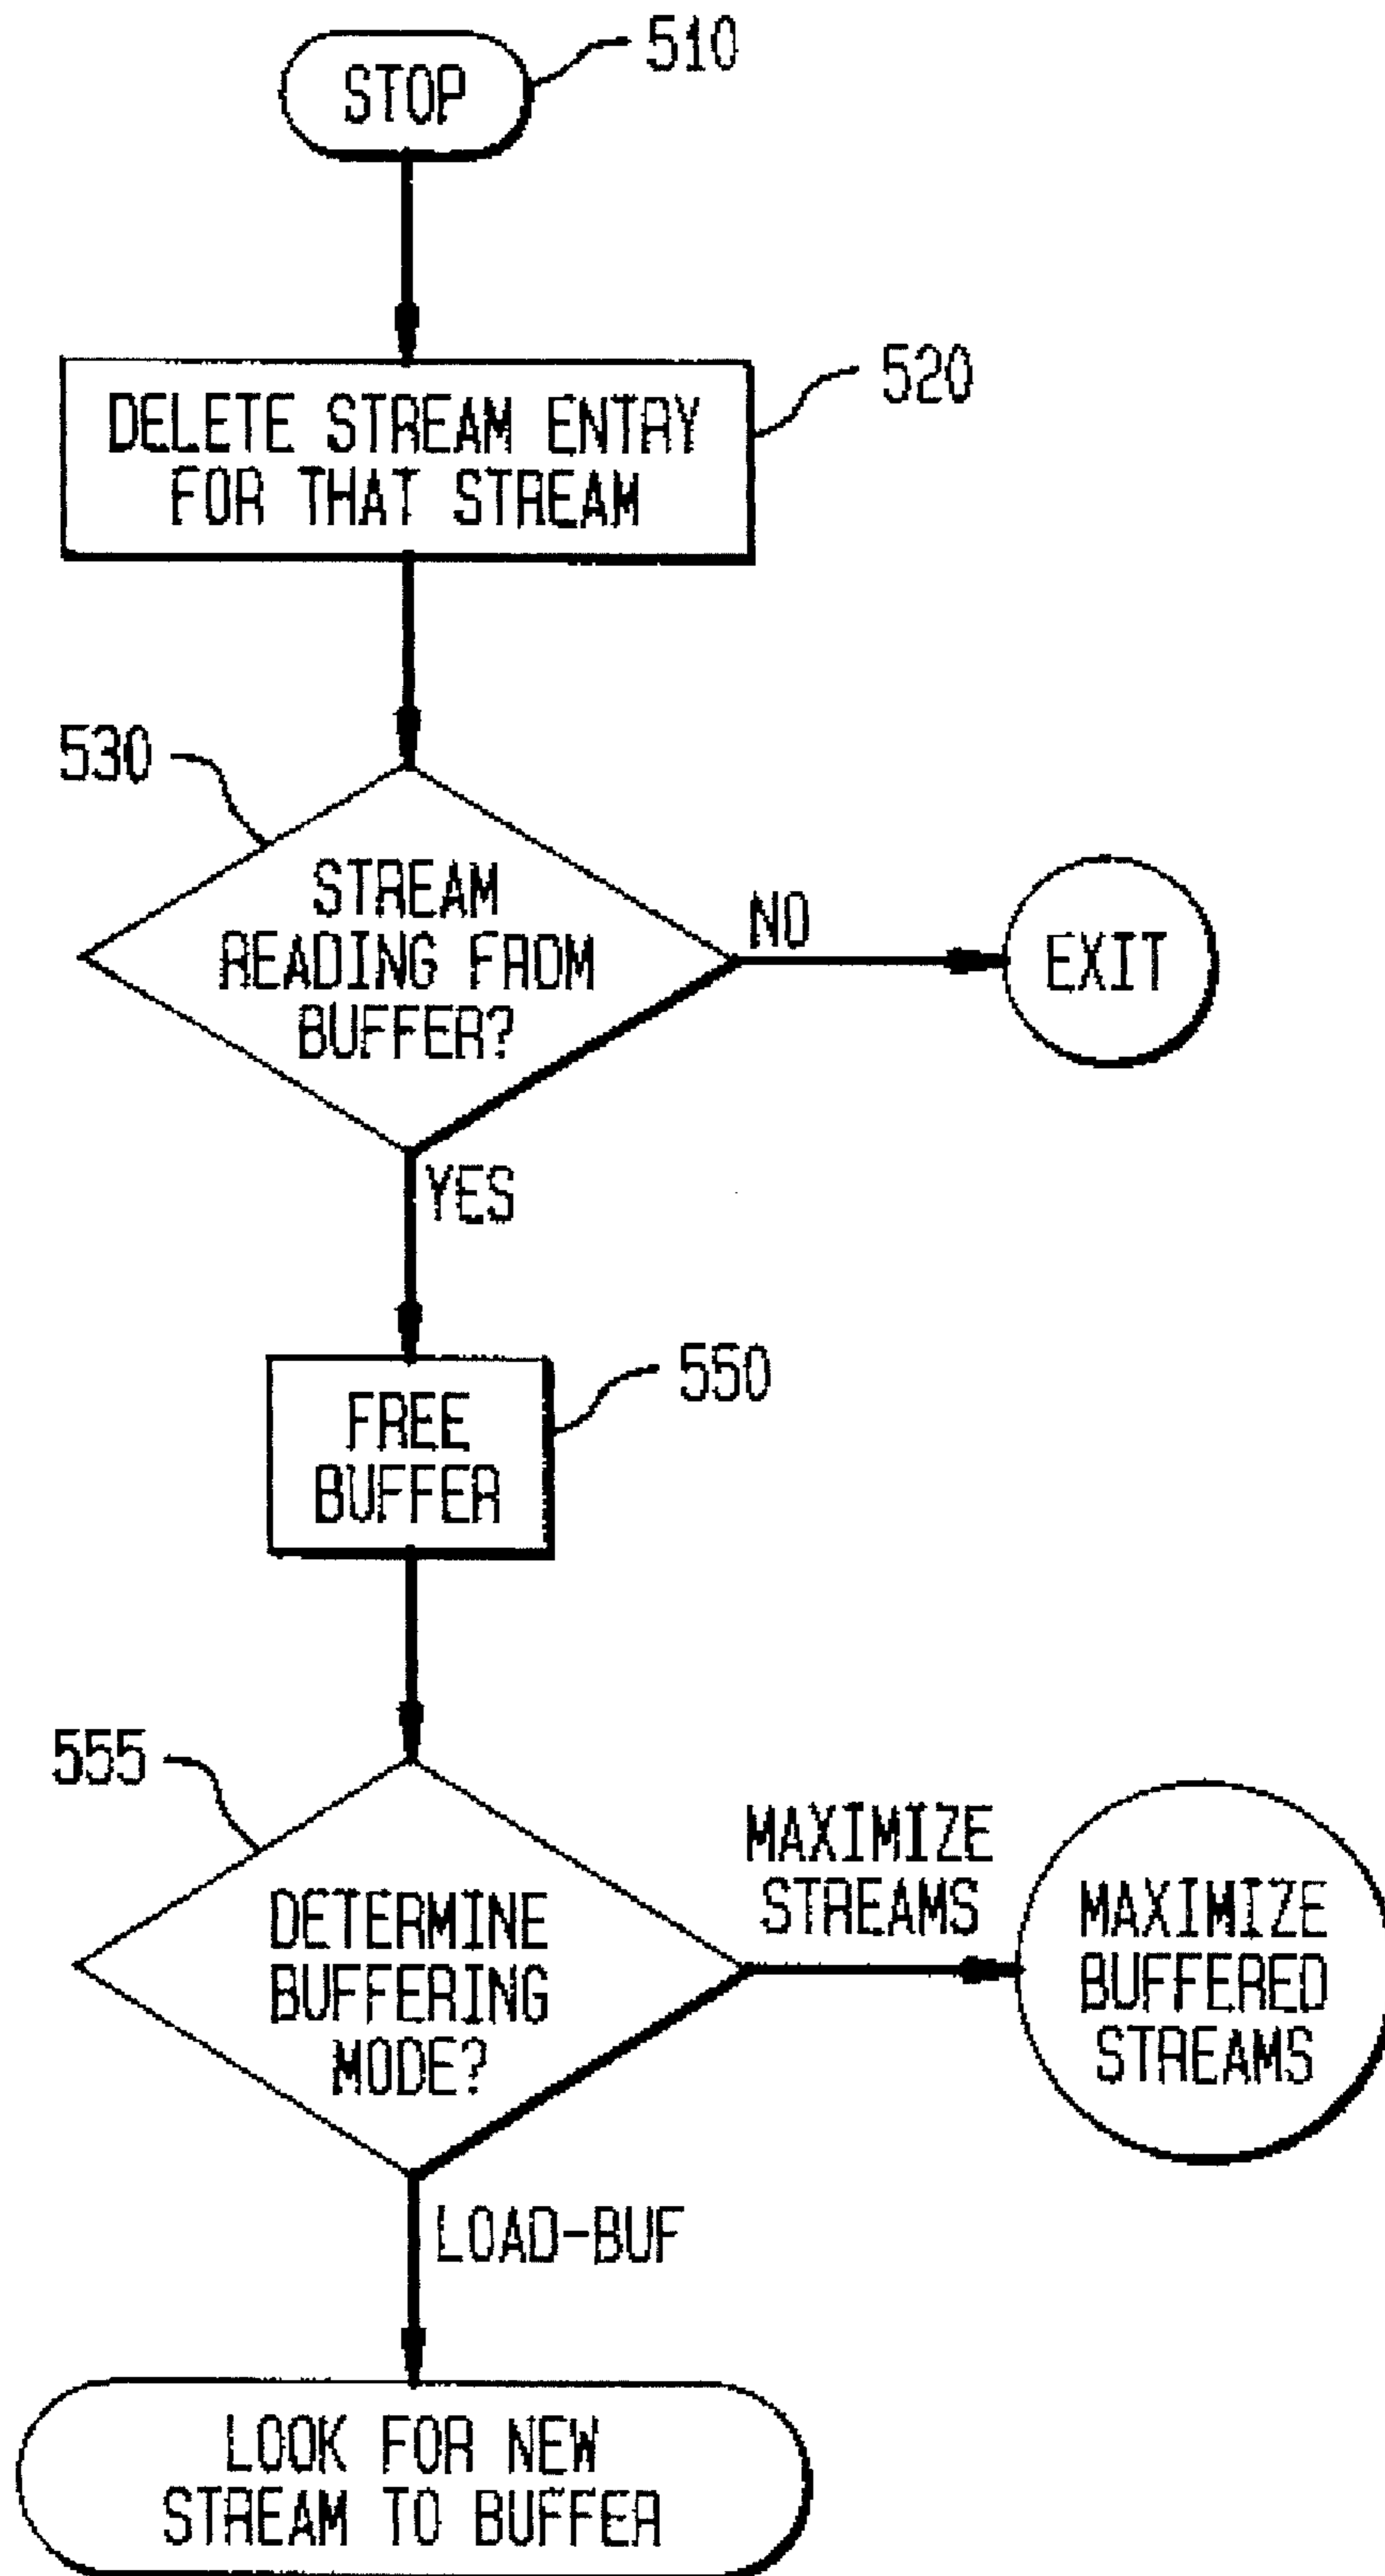 STOP
510
DELETE STREAM ENTRY
FOR THAT STREAM
520
530
STREAM
READING FROM
BUFFER?
NO
EXIT
YES
FREE
BUFFER
550
555
DETERMINE
BUFFERING
MODE?
MAXIMIZE
STREAMS
MAXIMIZE
BUFFERED
STREAMS
LOAD-BUF
LOOK FOR NEW
STREAM TO BUFFER